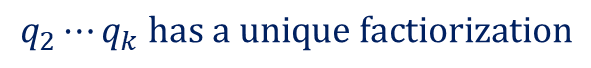 q₂ ⋯ qₖ has a unique factiorization